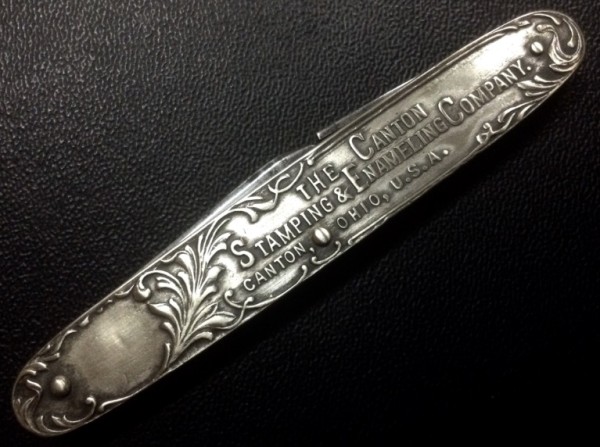 THE CANTON
STAMPING & ENAMELING COMPANY.
CANTON, OHIO, U.S.A.